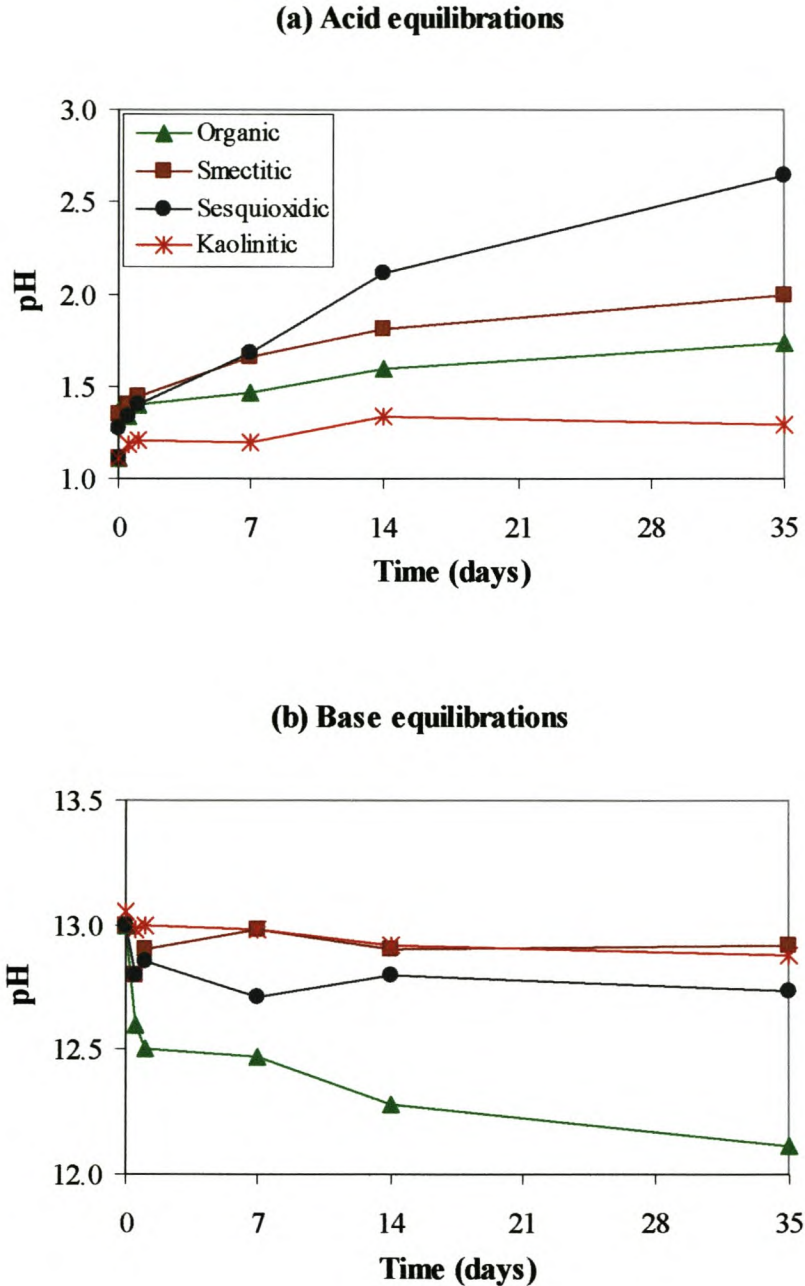 (a) Acid equilibrations
3.0
2.5
2.0
1.5
1.0
pH
Organic
Smectitic
Sesquioxidic
Kaolinitic
0 7 14 21 28 35
Time (days)
(b) Base equilibrations
13.5
13.0
12.5
12.0
pH
0 7 14 21 28 35
Time (days)